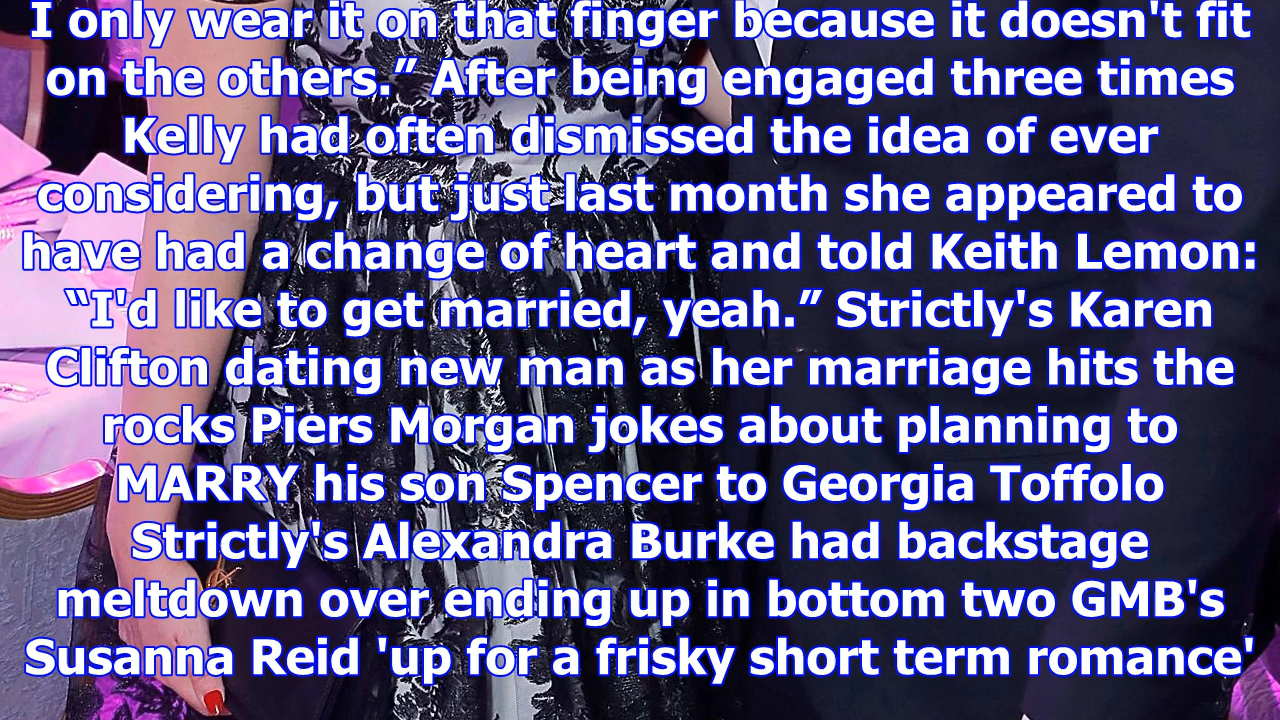 I only wear it on that finger because it doesn't fit
on the others.” After being engaged three times
Kelly had often dismissed the idea of ever
considering, but just last month she appeared to
have had a change of heart and told Keith Lemon:
“I'd like to get married, yeah.” Strictly's Karen
Clifton dating new man as her marriage hits the
rocks Piers Morgan jokes about planning to
MARRY his son Spencer to Georgia Toffolo
Strictly's Alexandra Burke had backstage
meltdown over ending up in bottom two GMB's
Susanna Reid 'up for a frisky short term romance'